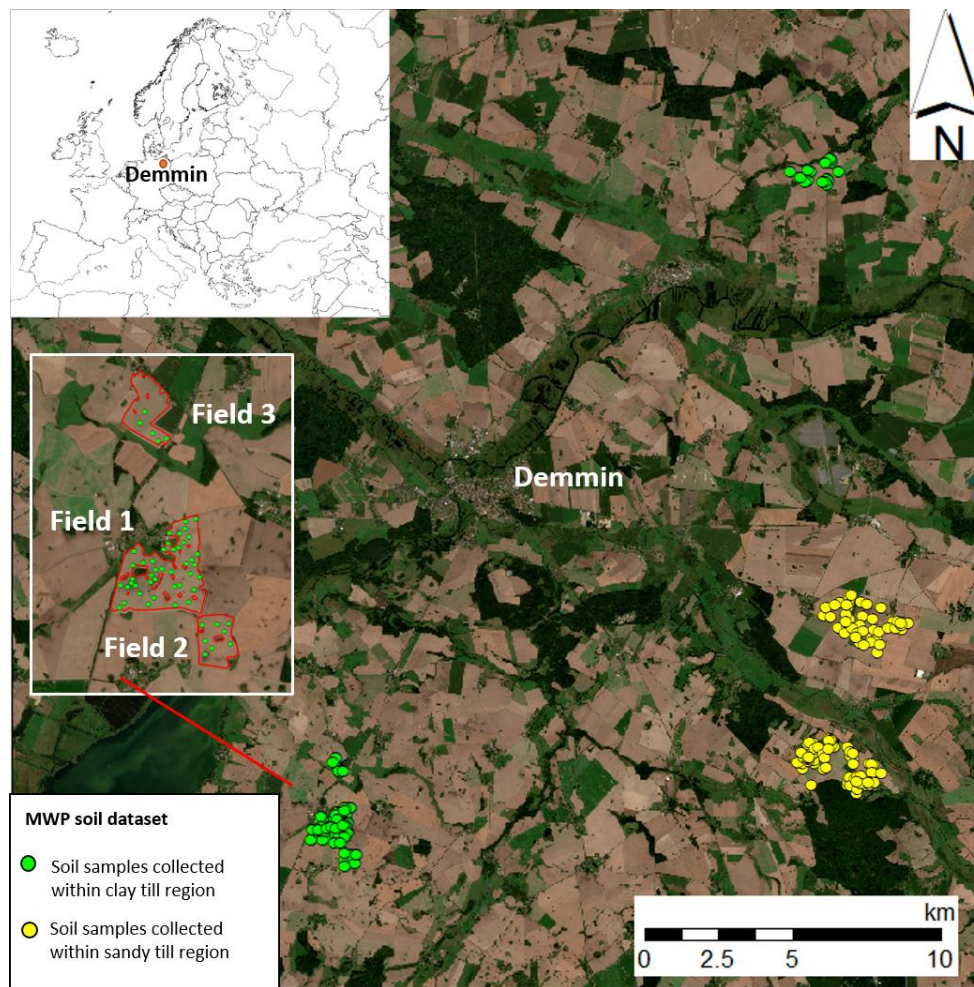 Demmin
N
Field 3
Field 1
Demmin
Field 2
MWP soil dataset
Soil samples collected
within clay till region
Soil samples collected
within sandy till region
km
0 2.5 5 10